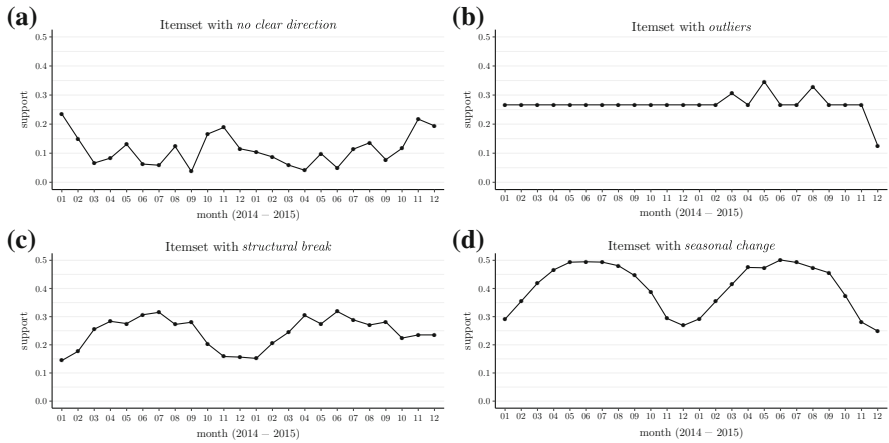 (a)
Itemset with no clear direction
0.5
0.4
0.3
0.2
0.1
0.0
support
01 02 03 04 05 06 07 08 09 10 11 12 01 02 03 04 05 06 07 08 09 10 11 12
month (2014 − 2015)
(b)
Itemset with outliers
0.5
0.4
0.3
0.2
0.1
0.0
support
01 02 03 04 05 06 07 08 09 10 11 12 01 02 03 04 05 06 07 08 09 10 11 12
month (2014 − 2015)
(c)
Itemset with structural break
0.5
0.4
0.3
0.2
0.1
0.0
support
01 02 03 04 05 06 07 08 09 10 11 12 01 02 03 04 05 06 07 08 09 10 11 12
month (2014 − 2015)
(d)
Itemset with seasonal change
0.5
0.4
0.3
0.2
0.1
0.0
support
01 02 03 04 05 06 07 08 09 10 11 12 01 02 03 04 05 06 07 08 09 10 11 12
month (2014 − 2015)